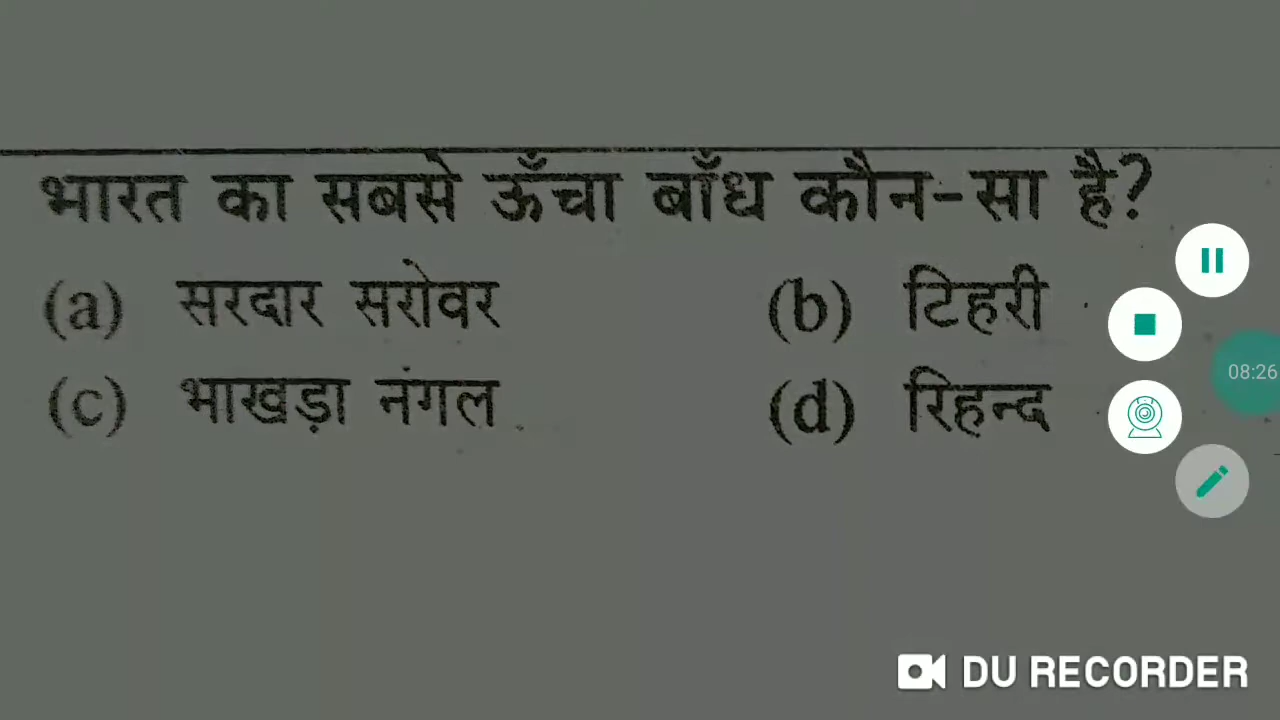 भारत का सबसे ऊँचा बाँध कौन-सा है?
(a) सरदार सरोवर (b) टिहरी
(c) भाखड़ा नंगल (d) रिहन्द
08:26
DU RECORDER